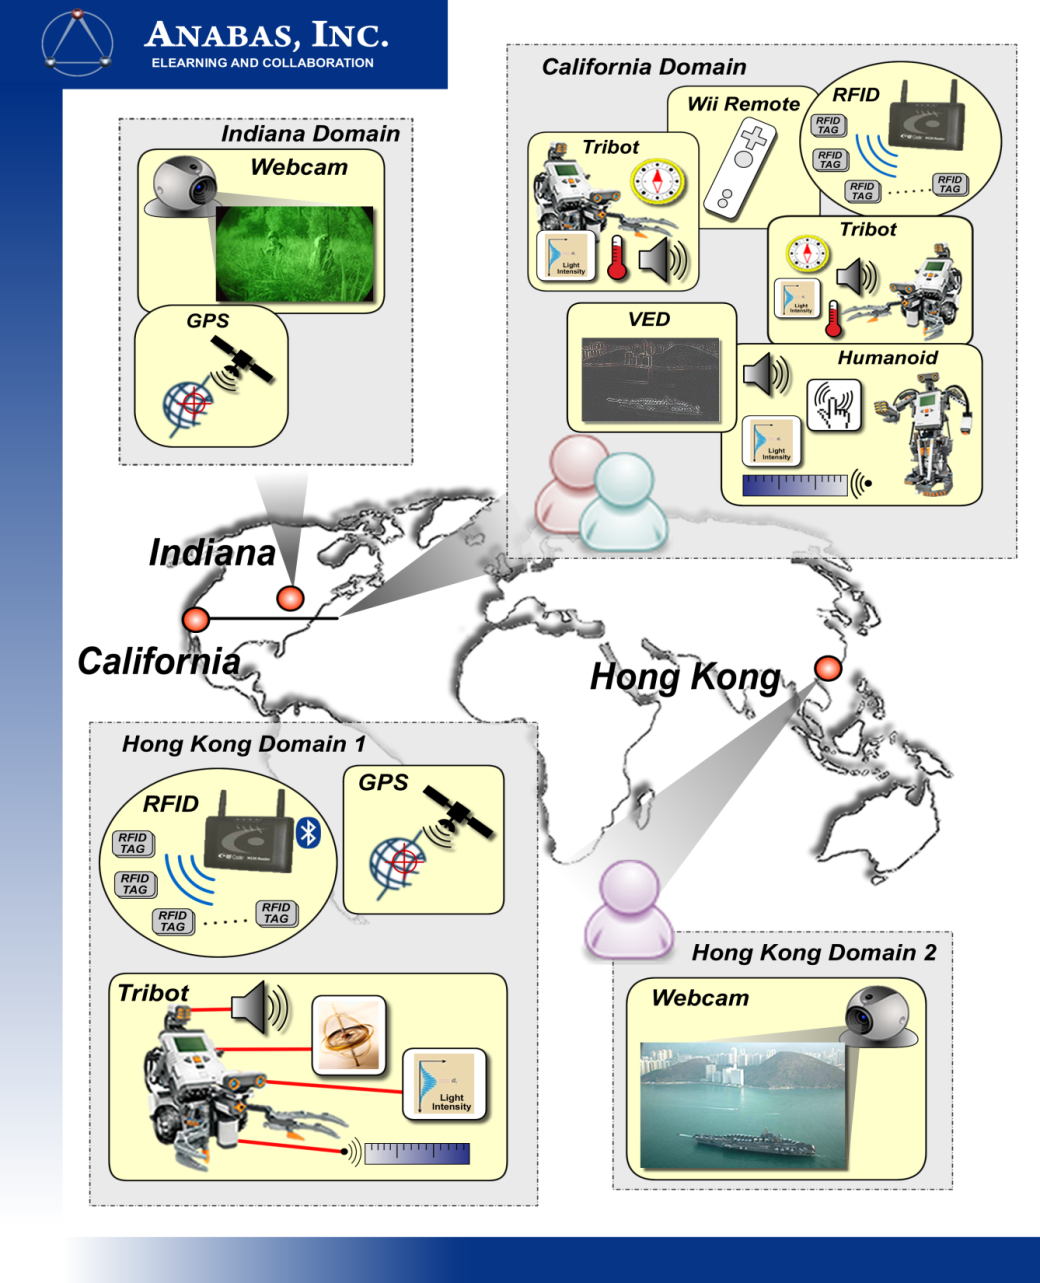 ANABAS, INC.
ELEARNING AND COLLABORATION
California Domain
Wii Remote
RFID
RFID
TAG
RFID
TAG
RFID
TAG
......
RFID
TAG
Tribot
Light
Intensity
Tribot
Light
Intensity
VED
Humanoid
Light
Intensity
Indiana Domain
Webcam
GPS
Indiana
California
Hong Kong
Hong Kong Domain 1
RFID
RFID
TAG
RFID
TAG
RFID
TAG
.....
RFID
TAG
GPS
Tribot
Light
Intensity
Hong Kong Domain 2
Webcam